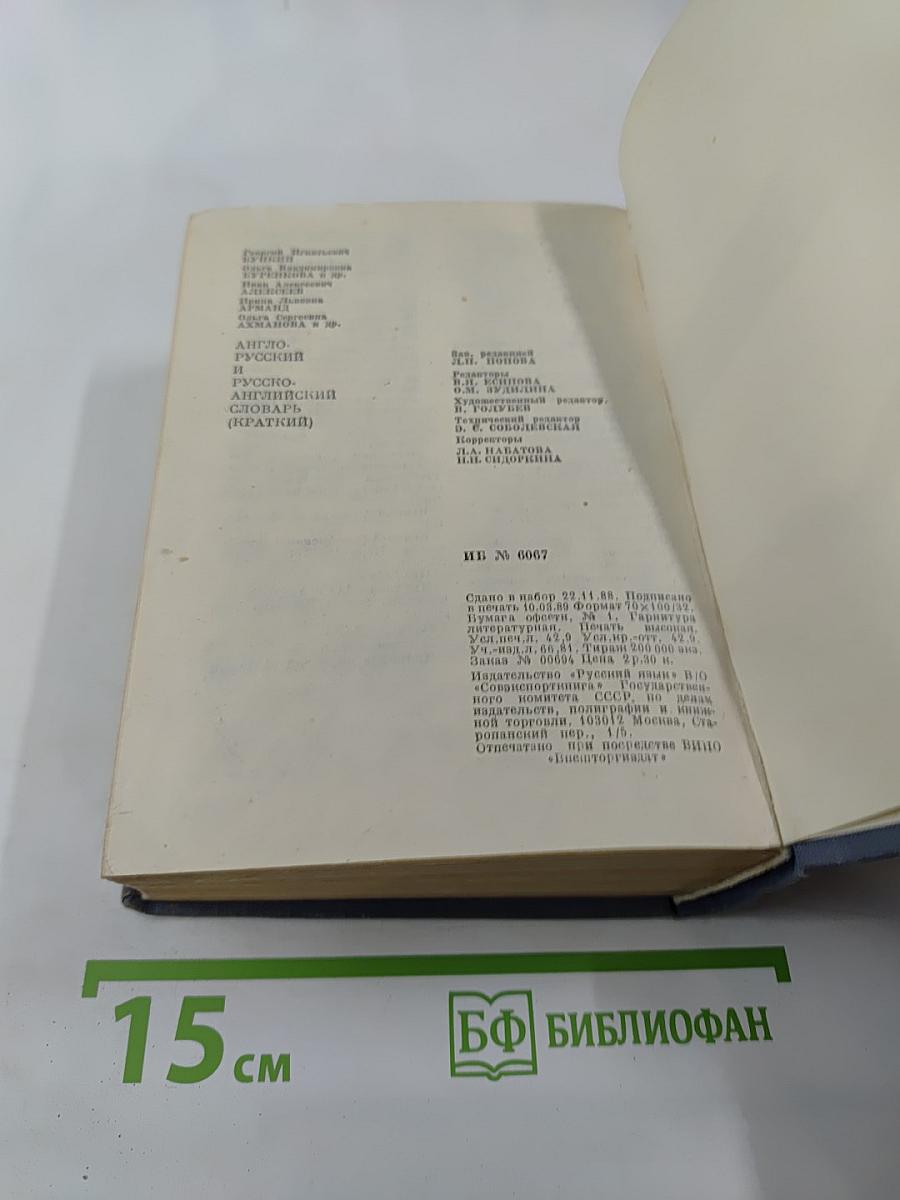 Георгий Игнатьевич
БУНКИН
Ольга Владимировна
БУРЕНКОВА и др.
Иван Алексеевич
АЛЕКСЕЕВ
Ирина Львовна
АРМАНД
Ольга Сергеевна
АХМАНОВА и др.
АНГЛО-
РУССКИЙ
И
РУССКО-
АНГЛИЙСКИЙ
СЛОВАРЬ
(КРАТКИЙ)
Зав. редакцией
Л.П. ПОПОВА
Редакторы
В.Н. ЕСИПОВА
О.М. ЗУДИЛИНА
Художественный редактор.
В. ГОЛУБЕВ
Технический редактор
Э. С. СОБОЛЕВСКАЯ
Корректоры
Л.А. НАБАТОВА
Н.Н. СИДОРКИНА
ИБ № 6067
Сдано в набор 22.11.88. Подписано
в печать 10.03.89 Формат 70×100/32.
Бумага офсетн, № 1. Гарнитура
литературная. Печать высокая.
Усл.печ.л. 42,9 Усл.кр.-отт. 42,9.
Уч.-изд.л. 66,81. Тираж 200 000 экз.
Заказ № 00694 Цена 2 р.30 к.
Издательство «Русский язык» В/О
«Совэкспорткнига» Государствен-
ного комитета СССР по делам
издательств, полиграфии и книж-
ной торговли, 103012 Москва, Ста-
ропанский пер., 1/5.
Отпечатано при посредстве ВИПО
«Внешторгиздат»
15 см
БФ БИБЛИОФАН